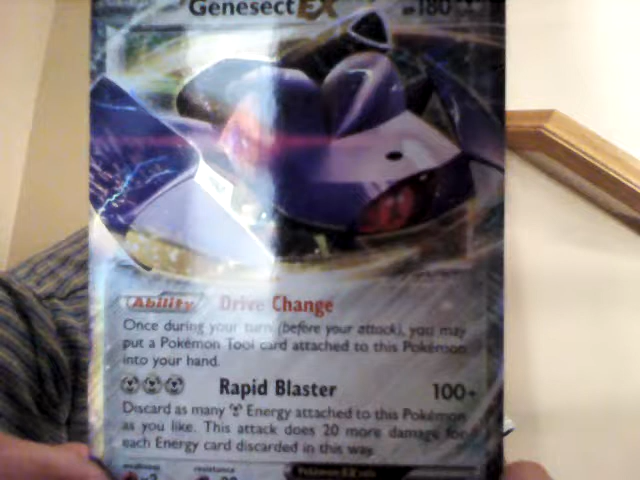 Genesect EX 180
Ability Drive Change
Once during your turn (before your attack), you may
put a Pokémon Tool card attached to this Pokémon
into your hand.
Rapid Blaster 100+
Discard as many Energy attached to this Pokémon
as you like. This attack does 20 more damage for
each Energy card discarded in this way.
weakness resistance